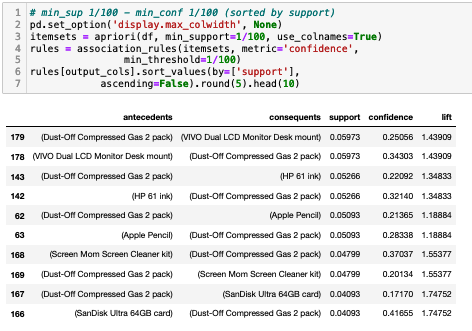 1 # min_sup 1/100 - min_conf 1/100 (sorted by support)
2 pd.set_option('display.max_colwidth', None)
3 itemsets = apriori(df, min_support=1/100, use_colnames=True)
4 rules = association_rules(itemsets, metric='confidence',
5 min_threshold=1/100)
6 rules[output_cols].sort_values(by=['support'],
7 ascending=False).round(5).head(10)
antecedents consequents support confidence lift
179 (Dust-Off Compressed Gas 2 pack) (VIVO Dual LCD Monitor Desk mount) 0.05973 0.25056 1.43909
178 (VIVO Dual LCD Monitor Desk mount) (Dust-Off Compressed Gas 2 pack) 0.05973 0.34303 1.43909
143 (Dust-Off Compressed Gas 2 pack) (HP 61 ink) 0.05266 0.22092 1.34833
142 (HP 61 ink) (Dust-Off Compressed Gas 2 pack) 0.05266 0.32140 1.34833
62 (Dust-Off Compressed Gas 2 pack) (Apple Pencil) 0.05093 0.21365 1.18884
63 (Apple Pencil) (Dust-Off Compressed Gas 2 pack) 0.05093 0.28338 1.18884
168 (Screen Mom Screen Cleaner kit) (Dust-Off Compressed Gas 2 pack) 0.04799 0.37037 1.55377
169 (Dust-Off Compressed Gas 2 pack) (Screen Mom Screen Cleaner kit) 0.04799 0.20134 1.55377
167 (Dust-Off Compressed Gas 2 pack) (SanDisk Ultra 64GB card) 0.04093 0.17170 1.74752
166 (SanDisk Ultra 64GB card) (Dust-Off Compressed Gas 2 pack) 0.04093 0.41655 1.74752